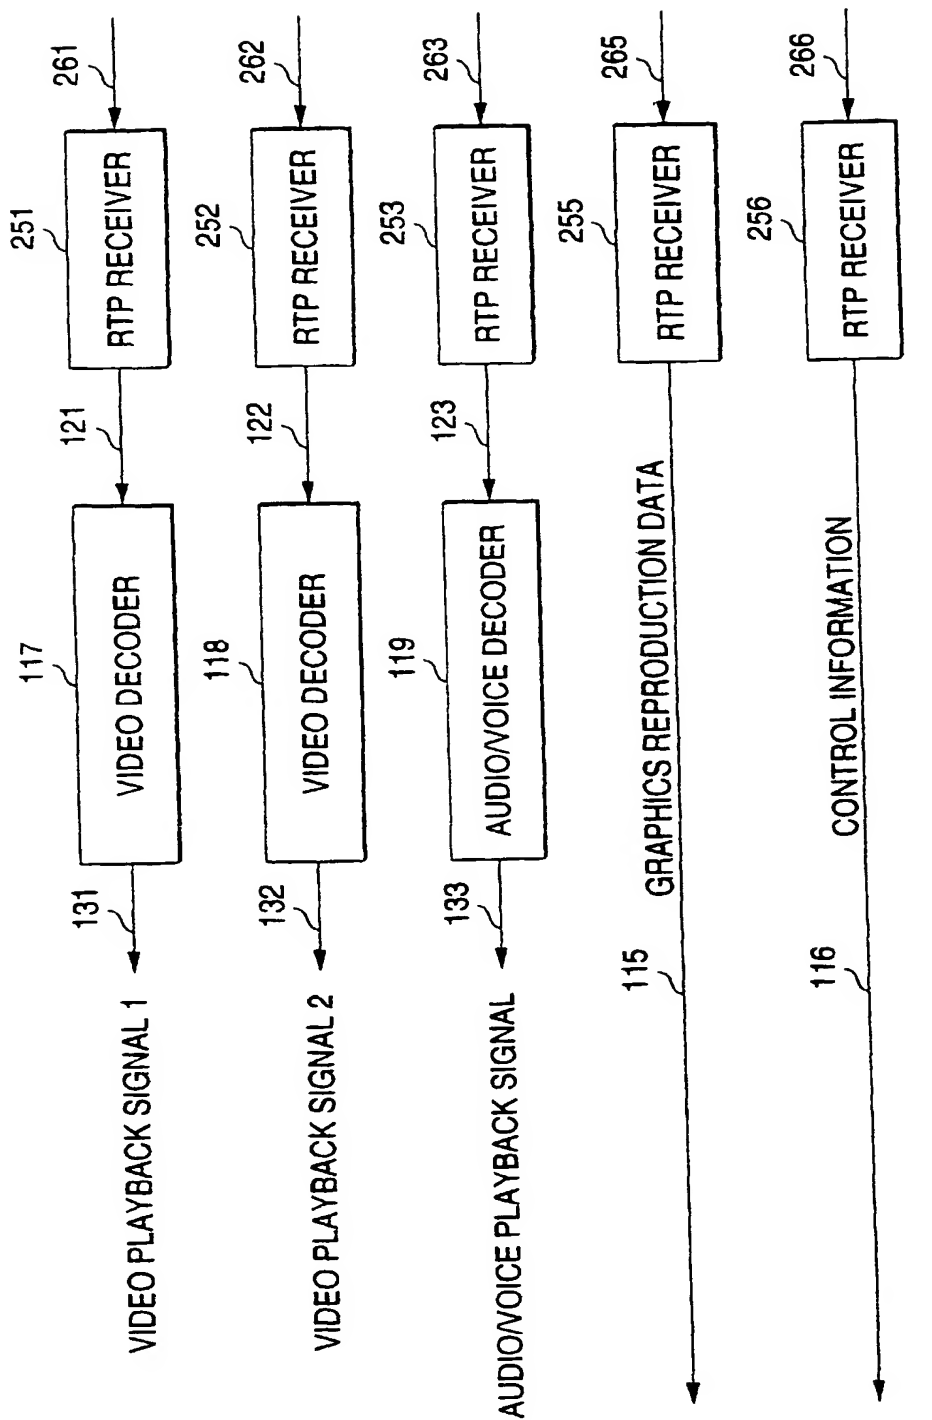 261
251
RTP RECEIVER
121
117
VIDEO DECODER
131
VIDEO PLAYBACK SIGNAL 1
262
252
RTP RECEIVER
122
118
VIDEO DECODER
132
VIDEO PLAYBACK SIGNAL 2
263
253
RTP RECEIVER
123
119
AUDIO/VOICE DECODER
133
AUDIO/VOICE PLAYBACK SIGNAL
265
255
RTP RECEIVER
GRAPHICS REPRODUCTION DATA
115
266
256
RTP RECEIVER
CONTROL INFORMATION
116